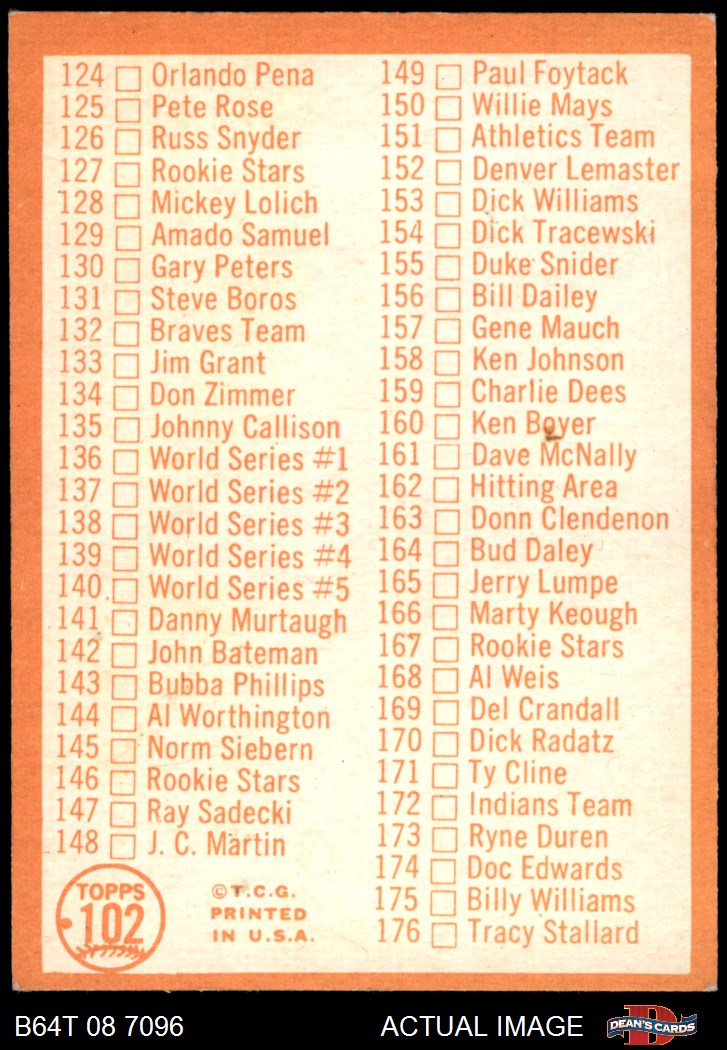 124 Orlando Pena
125 Pete Rose
126 Russ Snyder
127 Rookie Stars
128 Mickey Lolich
129 Amado Samuel
130 Gary Peters
131 Steve Boros
132 Braves Team
133 Jim Grant
134 Don Zimmer
135 Johnny Callison
136 World Series #1
137 World Series #2
138 World Series #3
139 World Series #4
140 World Series #5
141 Danny Murtaugh
142 John Bateman
143 Bubba Phillips
144 Al Worthington
145 Norm Siebern
146 Rookie Stars
147 Ray Sadecki
148 J. C. Martin
149 Paul Foytack
150 Willie Mays
151 Athletics Team
152 Denver Lemaster
153 Dick Williams
154 Dick Tracewski
155 Duke Snider
156 Bill Dailey
157 Gene Mauch
158 Ken Johnson
159 Charlie Dees
160 Ken Boyer
161 Dave McNally
162 Hitting Area
163 Donn Clendenon
164 Bud Daley
165 Jerry Lumpe
166 Marty Keough
167 Rookie Stars
168 Al Weis
169 Del Crandall
170 Dick Radatz
171 Ty Cline
172 Indians Team
173 Ryne Duren
174 Doc Edwards
175 Billy Williams
176 Tracy Stallard
TOPPS
102
© T.C.G.
PRINTED
IN U.S.A.
B64T 08 7096
ACTUAL IMAGE
D
DEAN'S CARDS